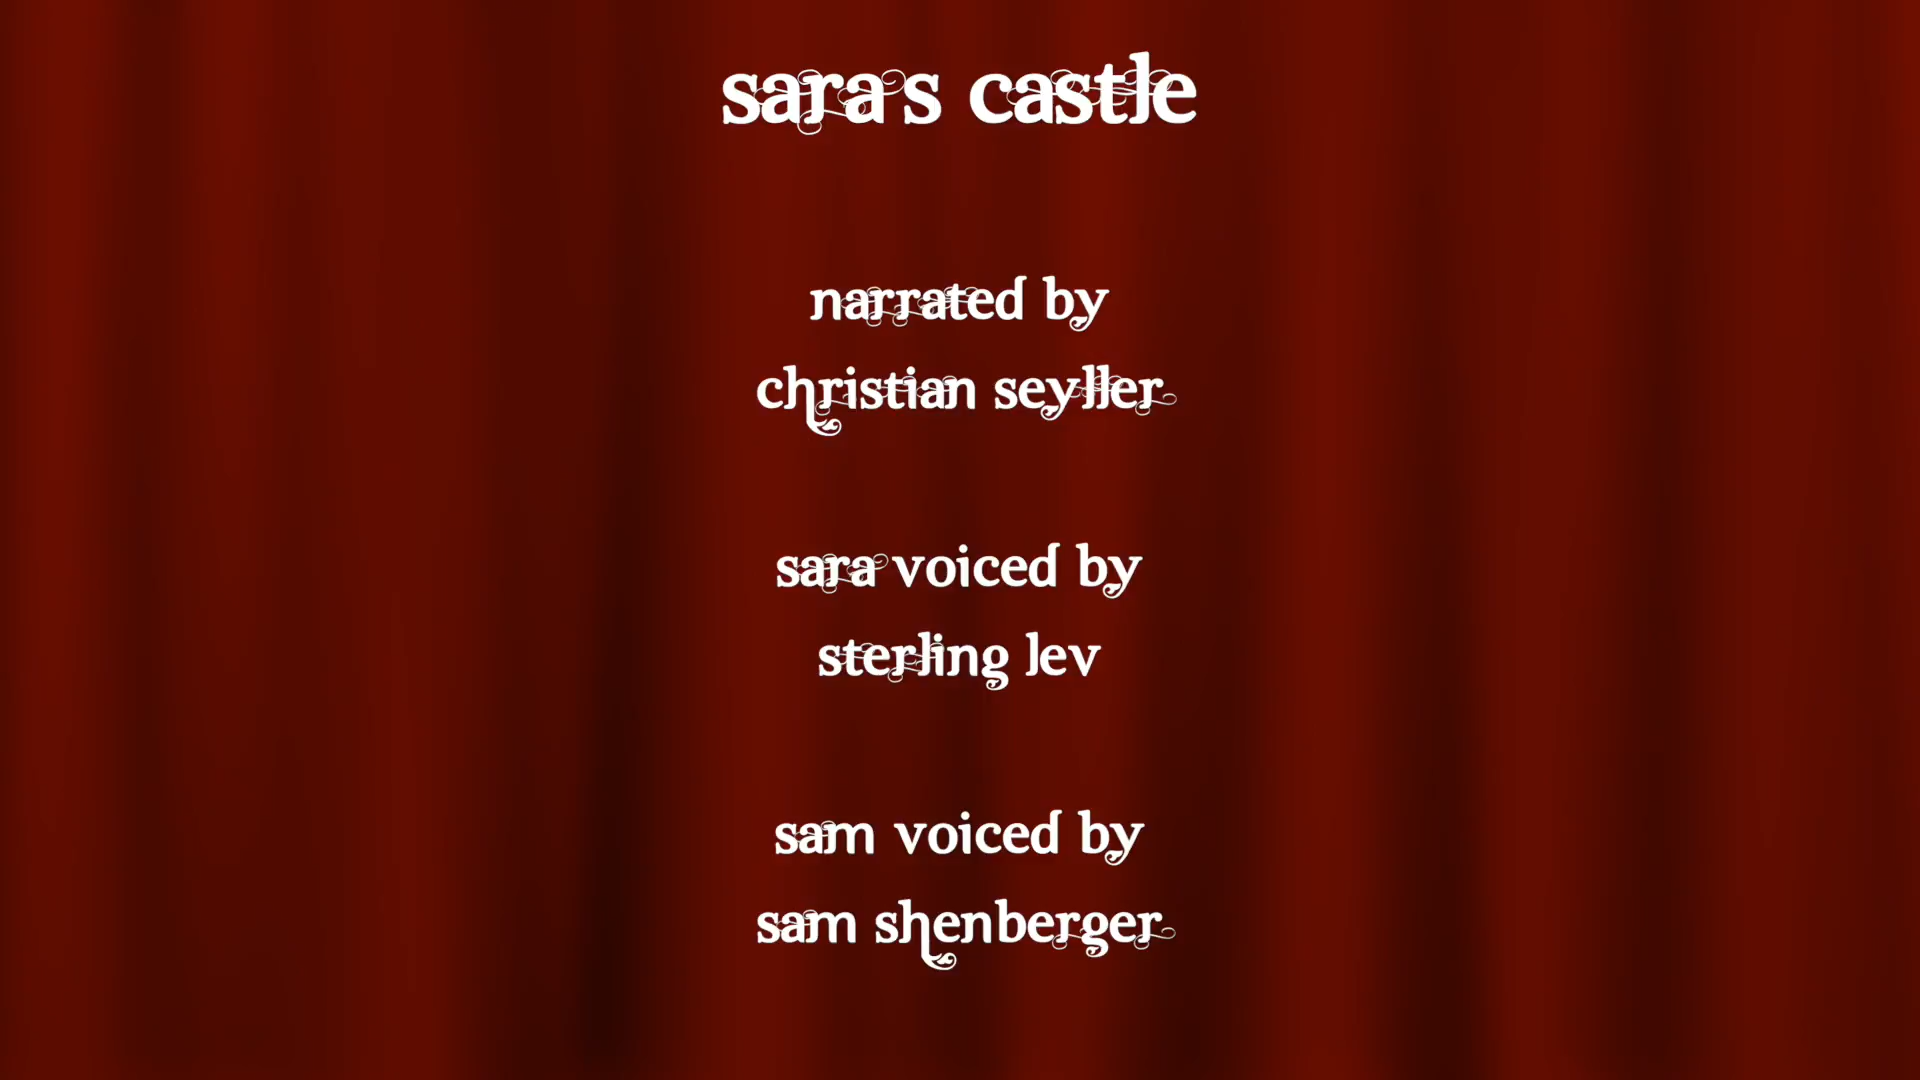 sara's castle
narrated by
christian seyller
sara voiced by
sterling lev
sam voiced by
sam shenberger